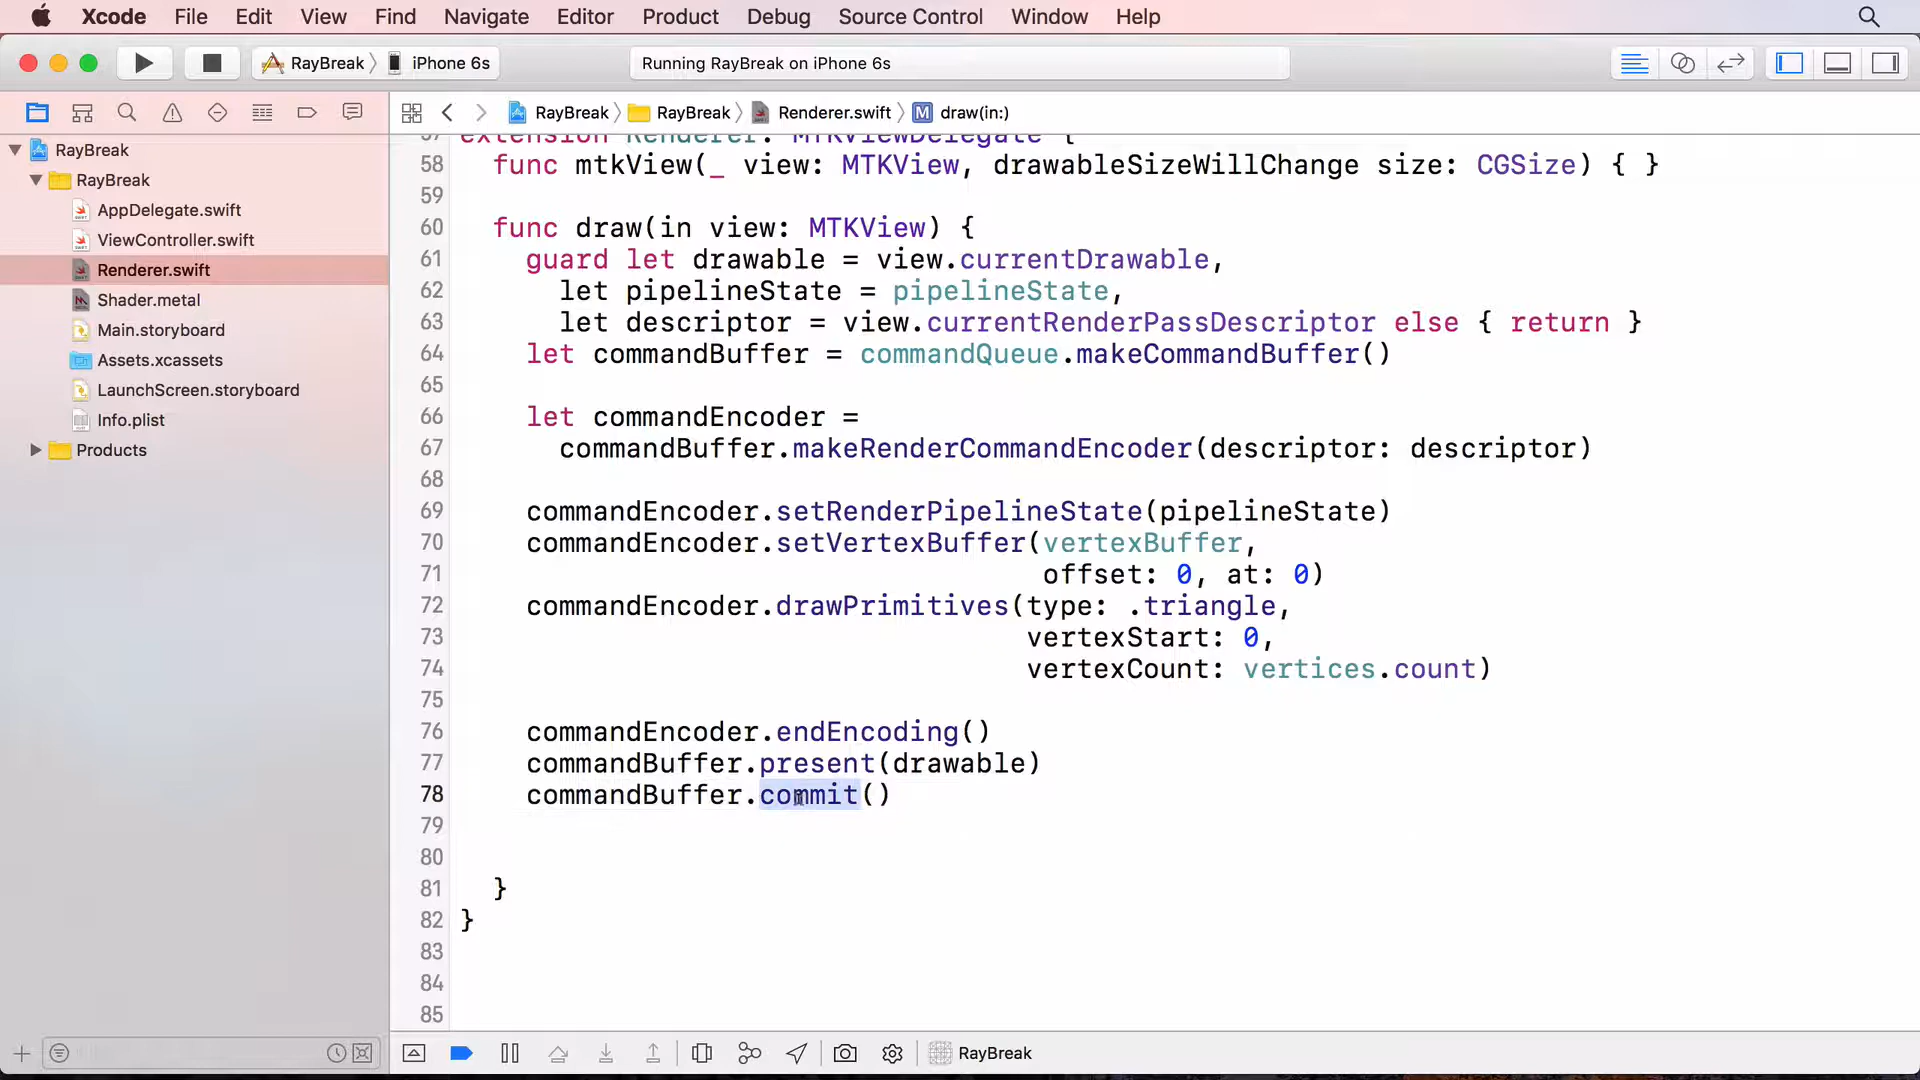 Xcode File Edit View Find Navigate Editor Product Debug Source Control Window Help
RayBreak iPhone 6s Running RayBreak on iPhone 6s
RayBreak RayBreak Renderer.swift M draw(in:)
RayBreak
RayBreak
AppDelegate.swift
ViewController.swift
Renderer.swift
Shader.metal
Main.storyboard
Assets.xcassets
LaunchScreen.storyboard
Info.plist
Products
57 extension Renderer: MTKViewDelegate {
58 func mtkView(_ view: MTKView, drawableSizeWillChange size: CGSize) { }
59
60 func draw(in view: MTKView) {
61 guard let drawable = view.currentDrawable,
62 let pipelineState = pipelineState,
63 let descriptor = view.currentRenderPassDescriptor else { return }
64 let commandBuffer = commandQueue.makeCommandBuffer()
65
66 let commandEncoder =
67 commandBuffer.makeRenderCommandEncoder(descriptor: descriptor)
68
69 commandEncoder.setRenderPipelineState(pipelineState)
70 commandEncoder.setVertexBuffer(vertexBuffer,
71 offset: 0, at: 0)
72 commandEncoder.drawPrimitives(type: .triangle,
73 vertexStart: 0,
74 vertexCount: vertices.count)
75
76 commandEncoder.endEncoding()
77 commandBuffer.present(drawable)
78 commandBuffer.commit()
79
80
81 }
82 }
83
84
85
RayBreak